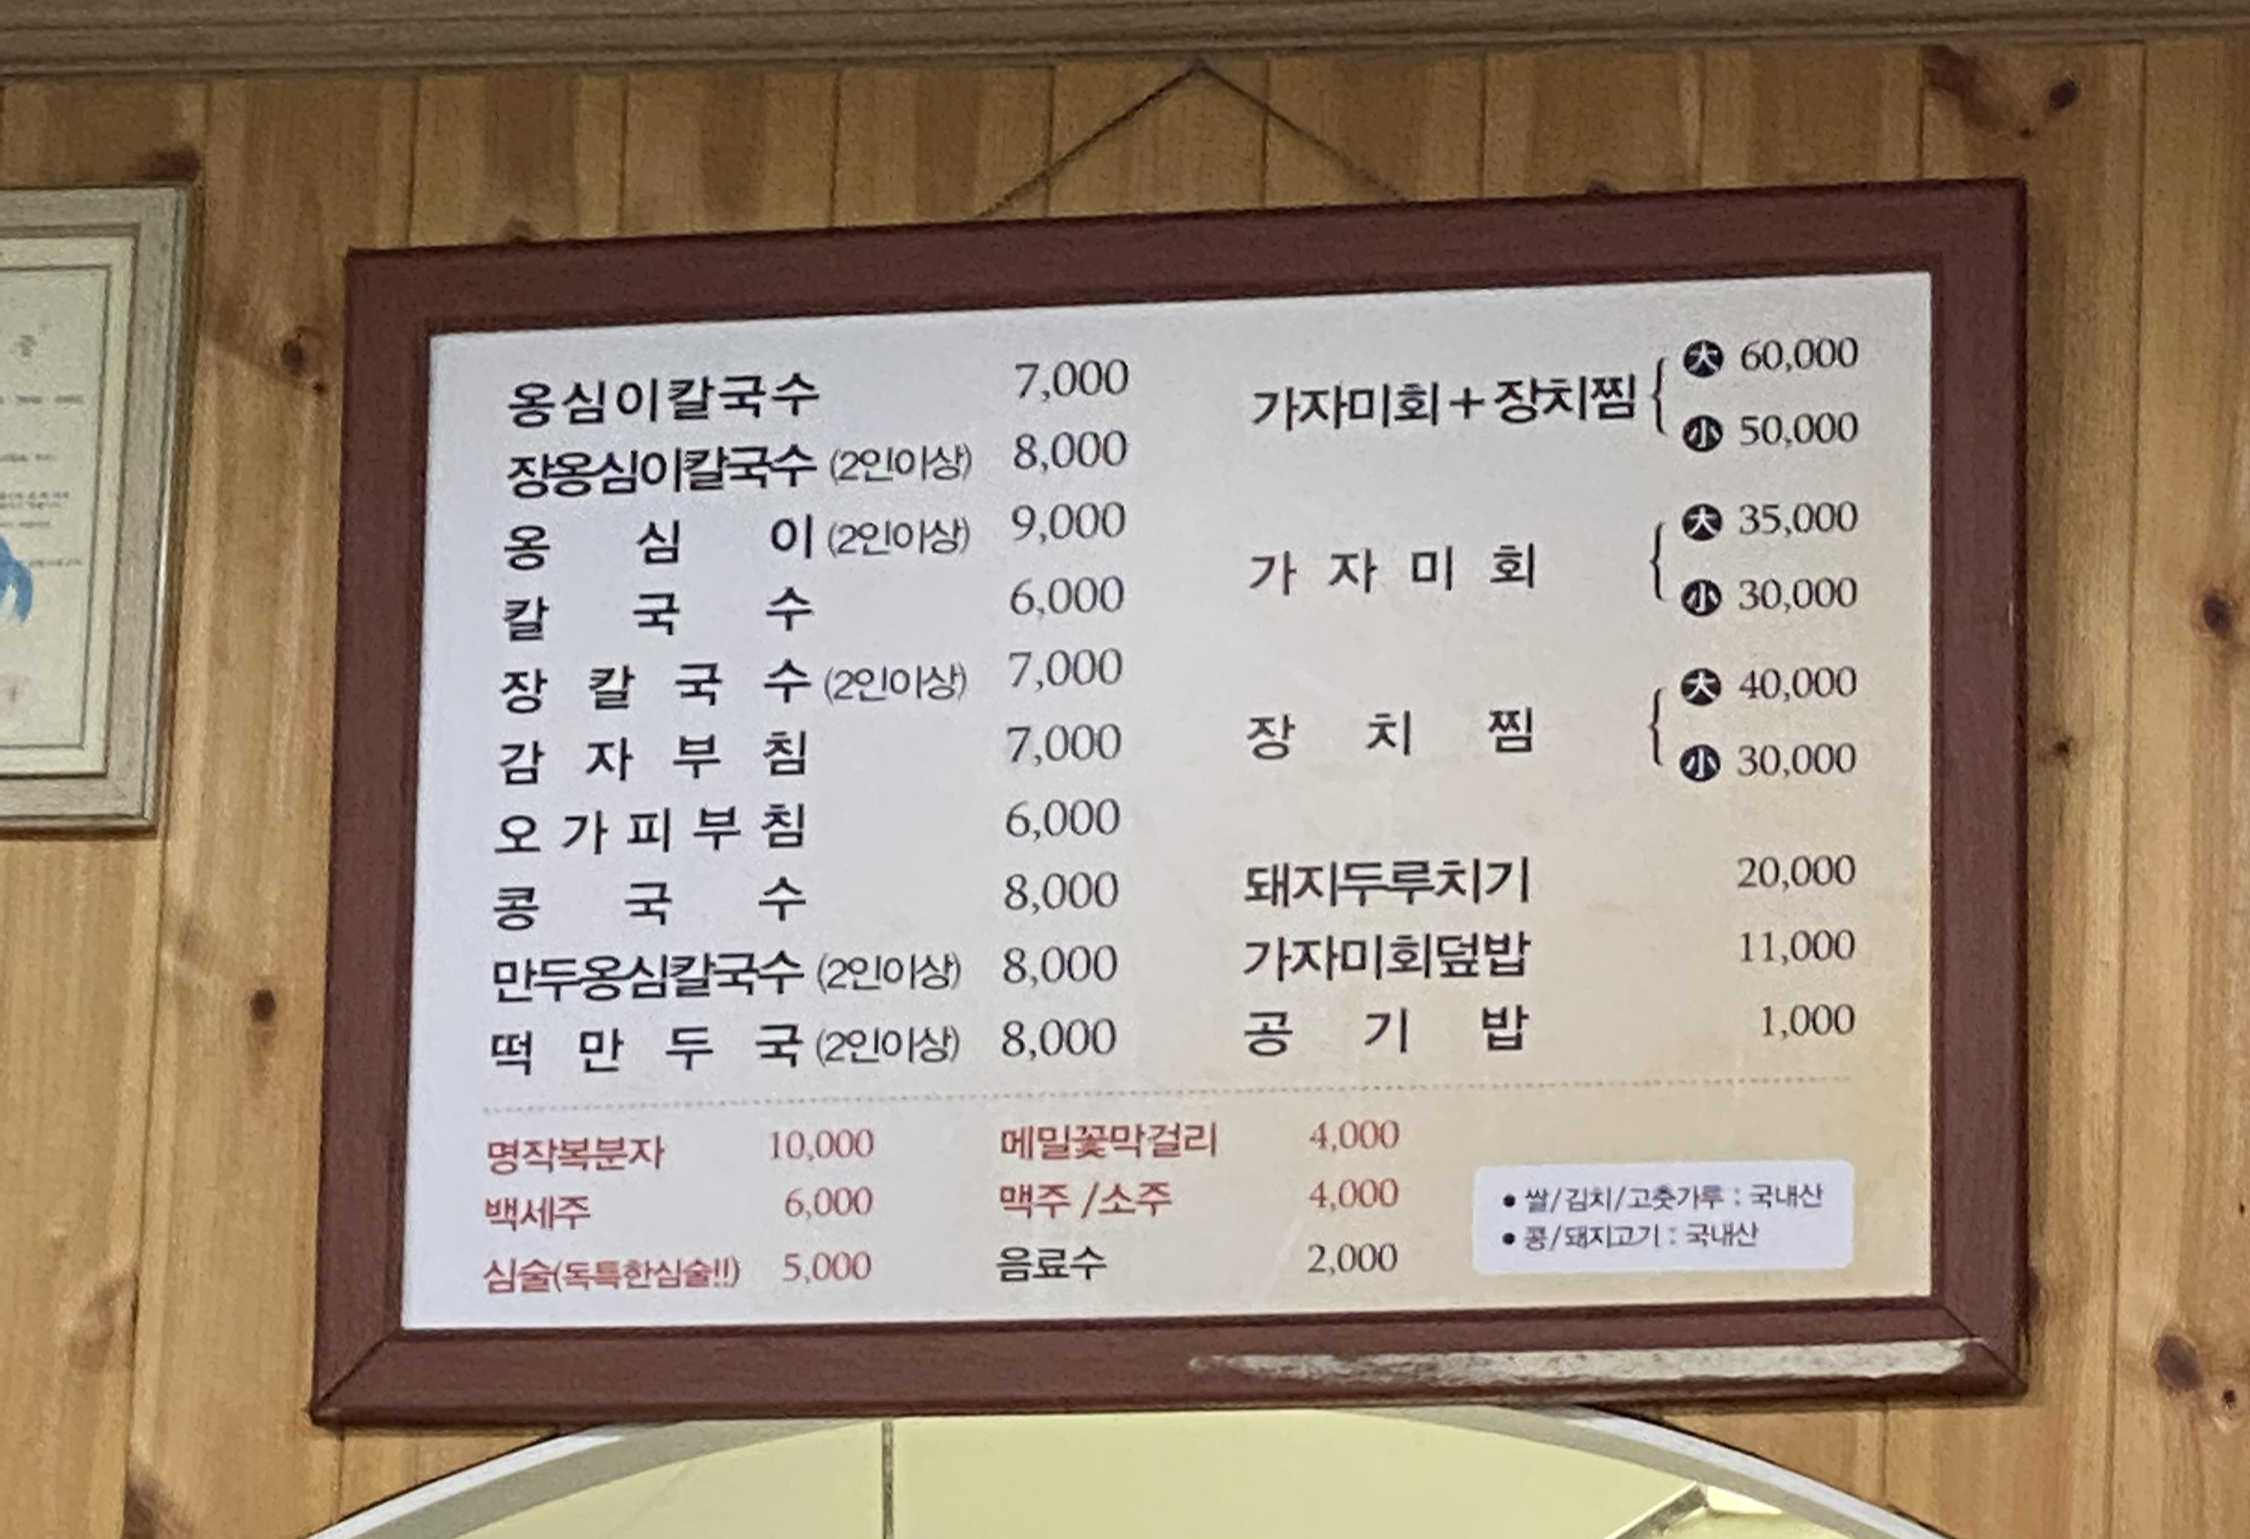 옹심이칼국수 7,000
장옹심이칼국수 (2인이상) 8,000
옹심이 (2인이상) 9,000
칼국수 6,000
장칼국수 (2인이상) 7,000
감자부침 7,000
오가피부침 6,000
콩국수 8,000
만두옹심칼국수 (2인이상) 8,000
떡만두국 (2인이상) 8,000
가자미회+장치찜 大 60,000
小 50,000
가자미회 大 35,000
小 30,000
장치찜 大 40,000
小 30,000
돼지두루치기 20,000
가자미회덮밥 11,000
공기밥 1,000
명작복분자 10,000
백세주 6,000
심술(독특한심술!!) 5,000
메밀꽃막걸리 4,000
맥주 /소주 4,000
음료수 2,000
• 쌀/김치/고춧가루 : 국내산
• 콩/돼지고기 : 국내산